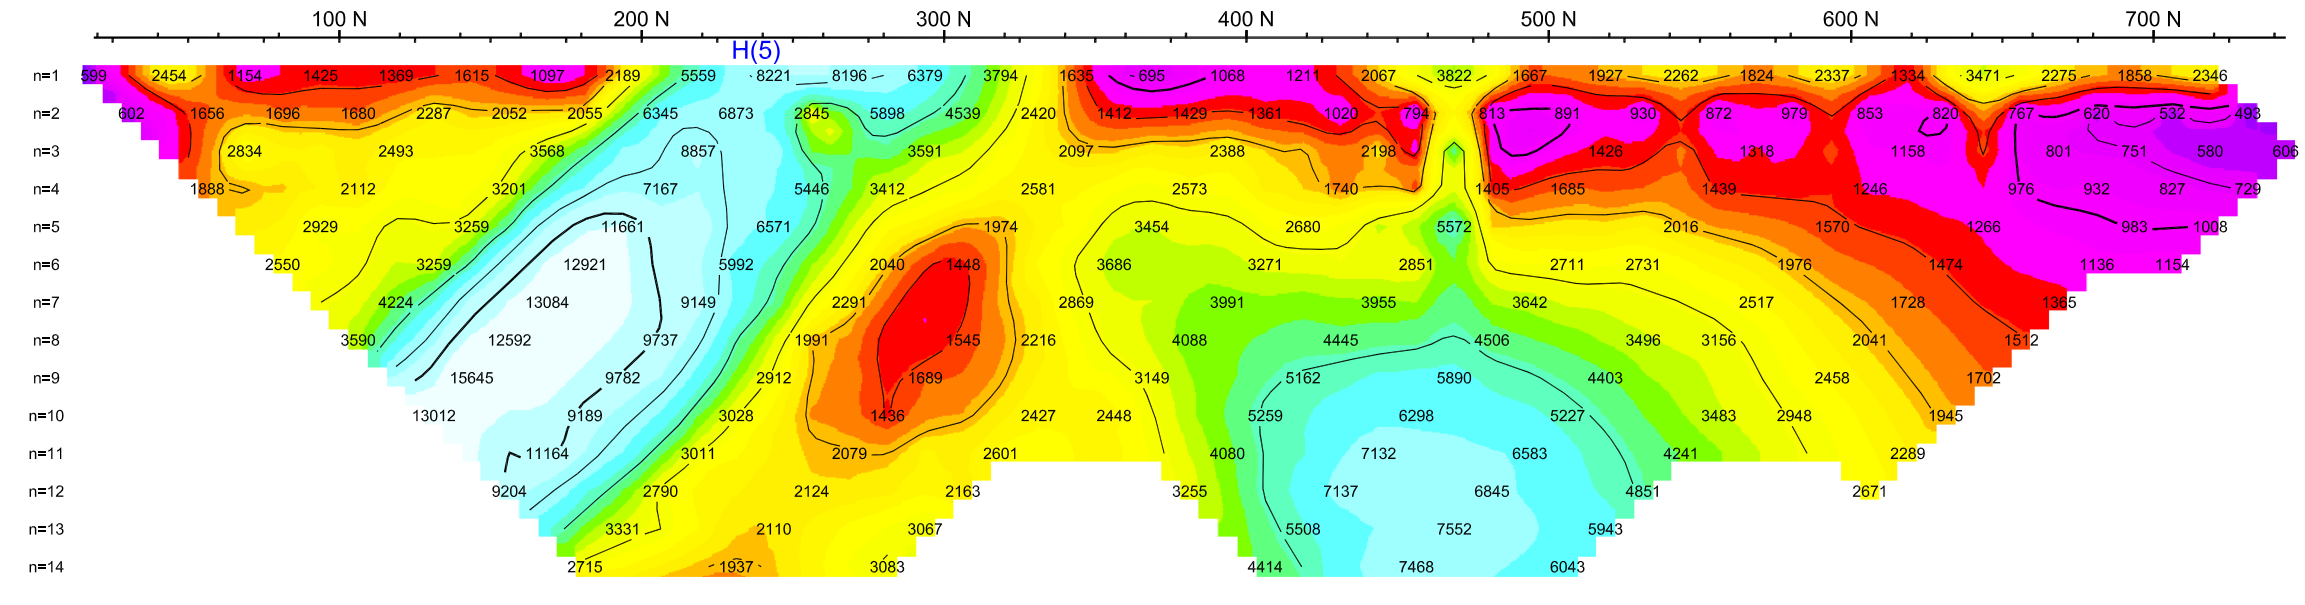 100 N 200 N 300 N 400 N 500 N 600 N 700 N
H(5)
n=1 599 2454 1154 1425 1369 1615 1097 2189 5559 8221 8196 6379 3794 1635 695 1068 1211 2067 3822 1667 1927 2262 1824 2337 1334 3471 2275 1858 2346
n=2 602 1656 1696 1680 2287 2052 2055 6345 6873 2845 5898 4539 2420 1412 1429 1361 1020 794 813 891 930 872 979 853 820 767 620 532 493
n=3 2834 2493 3568 8857 3591 2097 2388 2198 1426 1318 1158 801 751 580 606
n=4 1888 2112 3201 7167 5446 3412 2581 2573 1740 1405 1685 1439 1246 976 932 827 729
n=5 2929 3259 11661 6571 1974 3454 2680 5572 2016 1570 1266 983 1008
n=6 2550 3259 12921 5992 2040 1448 3686 3271 2851 2711 2731 1976 1474 1136 1154
n=7 4224 13084 9149 2291 2869 3991 3955 3642 2517 1728 1365
n=8 3590 12592 9737 1991 1545 2216 4088 4445 4506 3496 3156 2041 1512
n=9 15645 9782 2912 1689 3149 5162 5890 4403 2458 1702
n=10 13012 9189 3028 1436 2427 2448 5259 6298 5227 3483 2948 1945
n=11 11164 3011 2079 2601 4080 7132 6583 4241 2289
n=12 9204 2790 2124 2163 3255 7137 6845 4851 2671
n=13 3331 2110 3067 5508 7552 5943
n=14 2715 1937 3083 4414 7468 6043